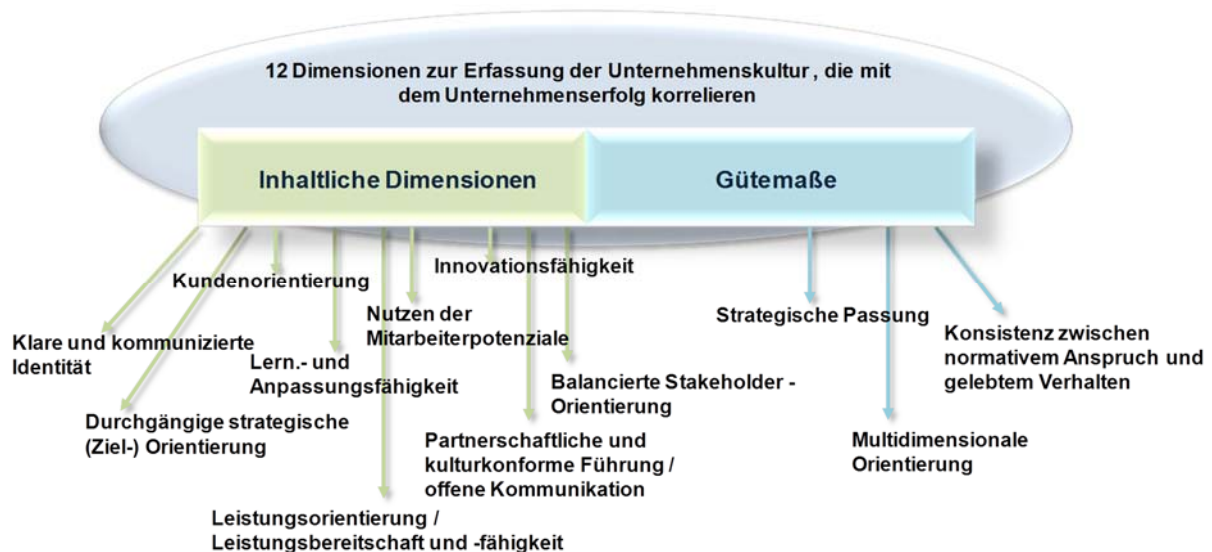 12 Dimensionen zur Erfassung der Unternehmenskultur , die mit
dem Unternehmenserfolg korrelieren
Inhaltliche Dimensionen
Gütemaße
Klare und kommunizierte
Identität
Durchgängige strategische
(Ziel-) Orientierung
Kundenorientierung
Lern.- und
Anpassungsfähigkeit
Leistungsorientierung /
Leistungsbereitschaft und -fähigkeit
Nutzen der
Mitarbeiterpotenziale
Innovationsfähigkeit
Partnerschaftliche und
kulturkonforme Führung /
offene Kommunikation
Balancierte Stakeholder -
Orientierung
Strategische Passung
Multidimensionale
Orientierung
Konsistenz zwischen
normativem Anspruch und
gelebtem Verhalten